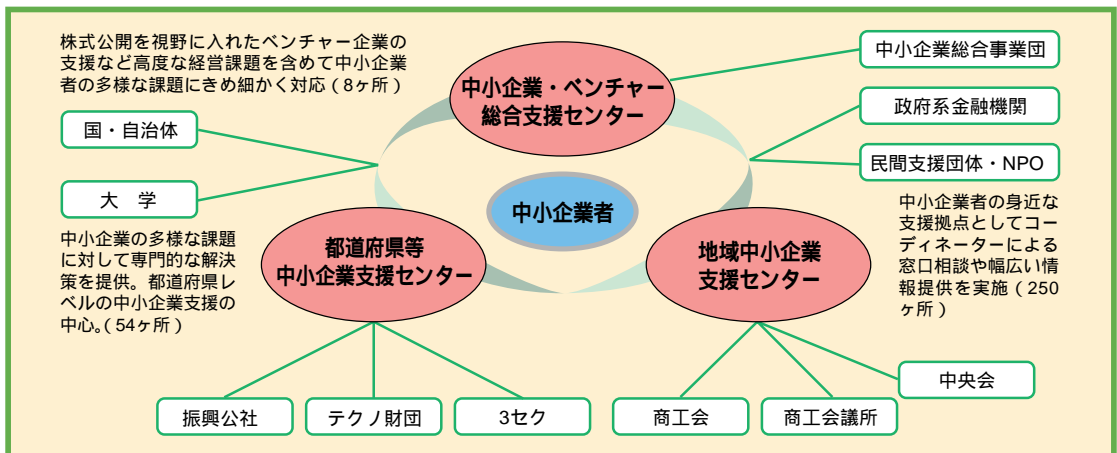 株式公開を視野に入れたベンチャー企業の
支援など高度な経営課題を含めて中小企業
者の多様な課題にきめ細かく対応(8ヶ所)
中小企業・ベンチャー
総合支援センター
中小企業総合事業団
政府系金融機関
民間支援団体・NPO
国・自治体
大 学
中小企業者
中小企業の多様な課題
に対して専門的な解決
策を提供。都道府県レ
ベルの中小企業支援の
中心。(54ヶ所)
都道府県等
中小企業支援センター
地域中小企業
支援センター
中小企業者の身近な
支援拠点としてコー
ディネーターによる
窓口相談や幅広い情
報提供を実施(250
ヶ所)
振興公社
テクノ財団
3セク
商工会
商工会議所
中央会